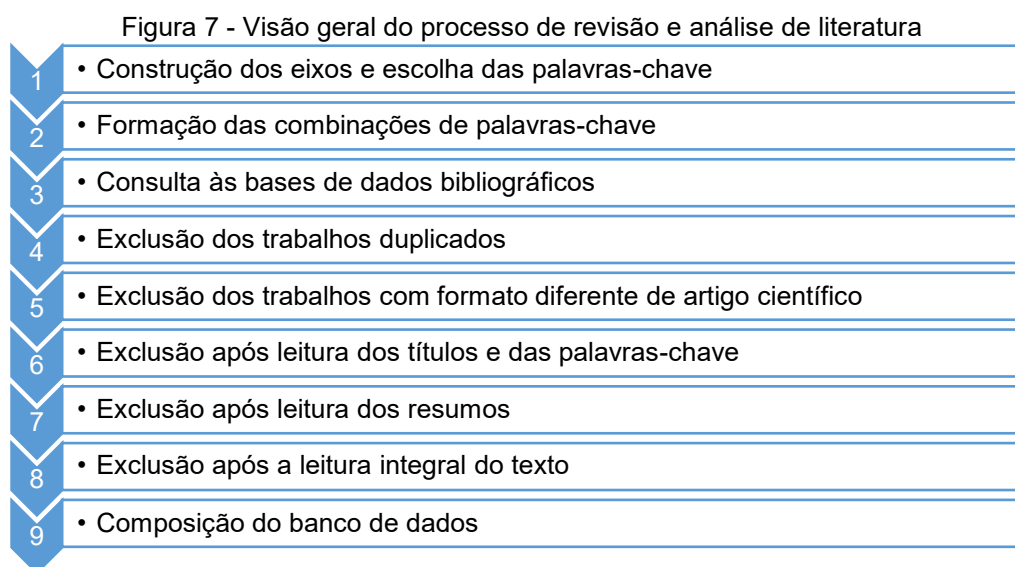 Figura 7 - Visão geral do processo de revisão e análise de literatura
1 • Construção dos eixos e escolha das palavras-chave
2 • Formação das combinações de palavras-chave
3 • Consulta às bases de dados bibliográficos
4 • Exclusão dos trabalhos duplicados
5 • Exclusão dos trabalhos com formato diferente de artigo científico
6 • Exclusão após leitura dos títulos e das palavras-chave
7 • Exclusão após leitura dos resumos
8 • Exclusão após a leitura integral do texto
9 • Composição do banco de dados